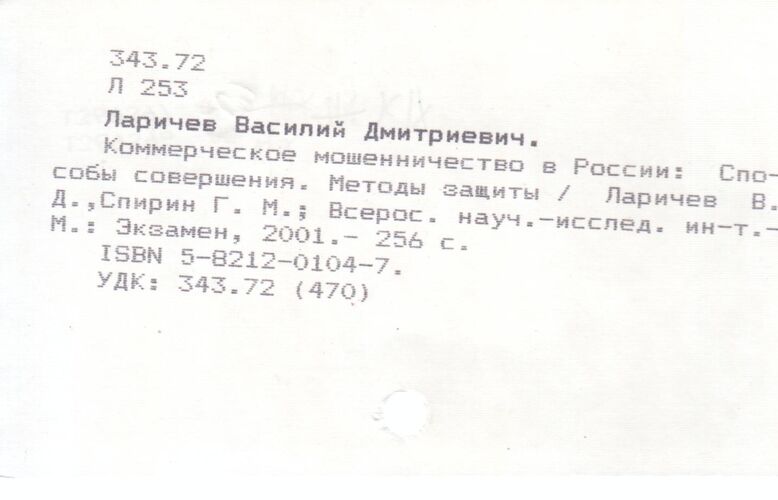 343.72
Л 253
Ларичев Василий Дмитриевич.
Коммерческое мошенничество в России: Спо-
собы совершения. Методы защиты / Ларичев В.
Д.,Спирин Г. М.; Всерос. науч.-исслед. ин-т.-
М.: Экзамен, 2001.- 256 с.
ISBN 5-8212-0104-7.
УДК: 343.72 (470)